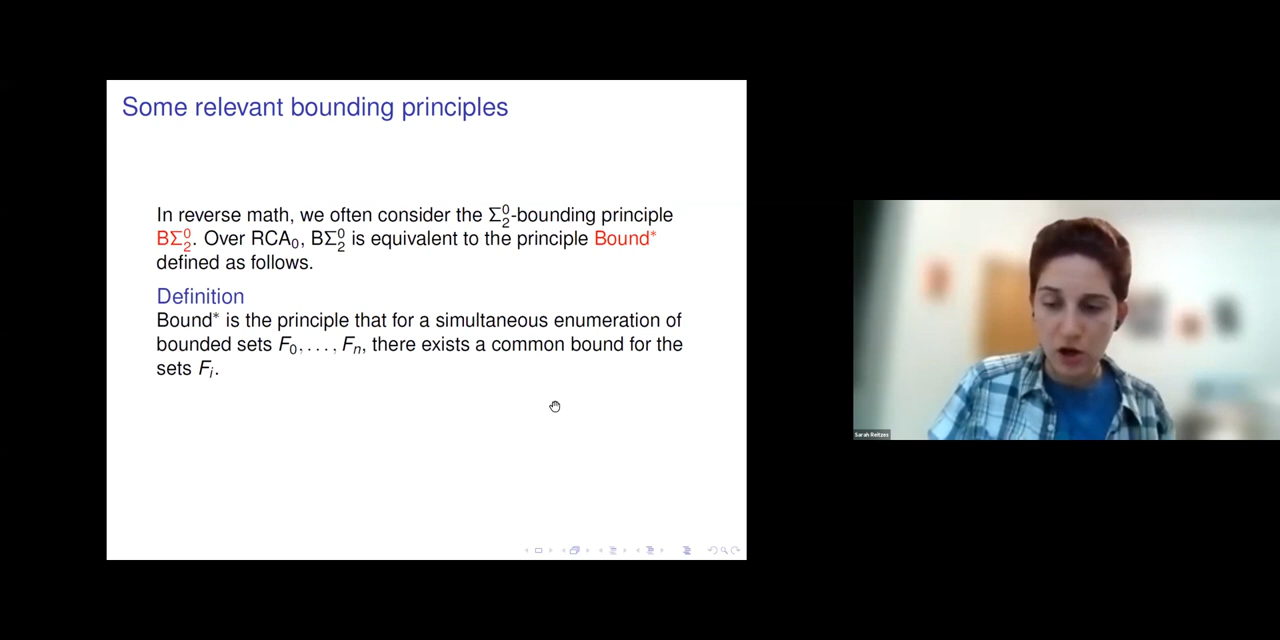 Some relevant bounding principles
In reverse math, we often consider the Σ⁰₂-bounding principle
BΣ⁰₂. Over RCA₀, BΣ⁰₂ is equivalent to the principle Bound*
defined as follows.
Definition
Bound* is the principle that for a simultaneous enumeration of
bounded sets F₀, . . . , Fₙ, there exists a common bound for the
sets Fᵢ.
Sarah Reitzes